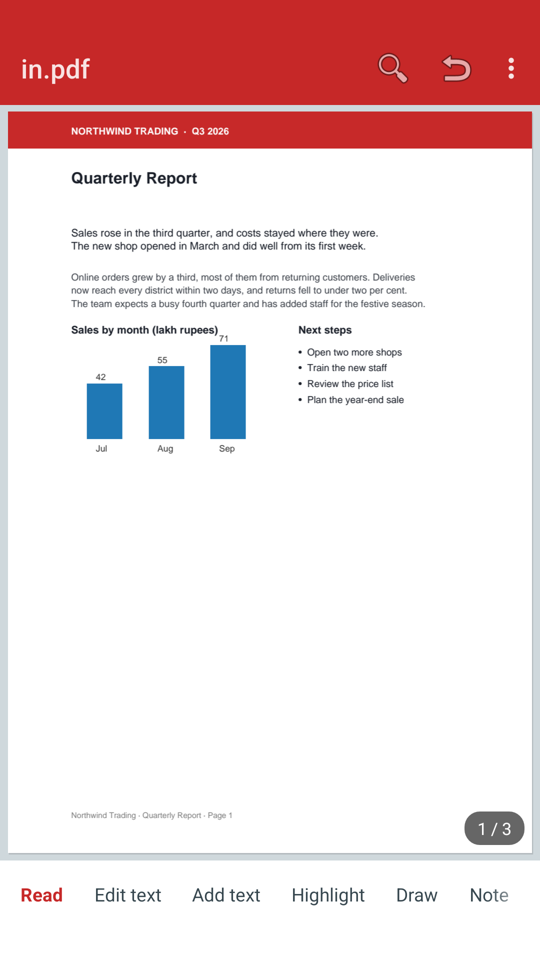 in.pdf
NORTHWIND TRADING · Q3 2026
Quarterly Report
Sales rose in the third quarter, and costs stayed where they were.
The new shop opened in March and did well from its first week.
Online orders grew by a third, most of them from returning customers. Deliveries
now reach every district within two days, and returns fell to under two per cent.
The team expects a busy fourth quarter and has added staff for the festive season.
Sales by month (lakh rupees)
71
55
42
Jul Aug Sep
Next steps
• Open two more shops
• Train the new staff
• Review the price list
• Plan the year-end sale
Northwind Trading - Quarterly Report - Page 1
1 / 3
Read Edit text Add text Highlight Draw Note